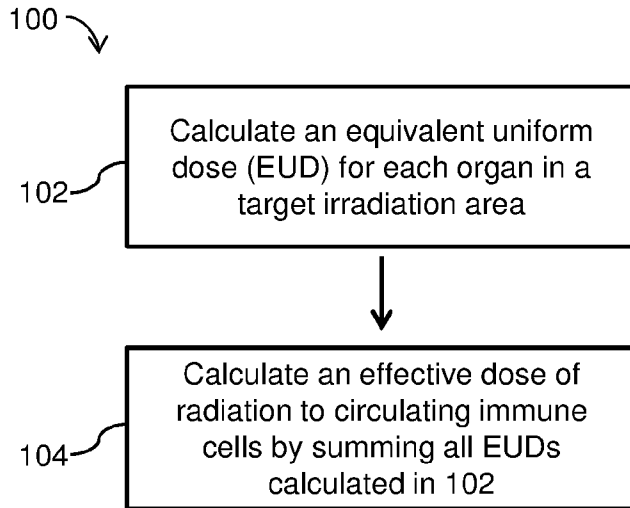 100
Calculate an equivalent uniform
dose (EUD) for each organ in a
target irradiation area
102
Calculate an effective dose of
radiation to circulating immune
cells by summing all EUDs
calculated in 102
104